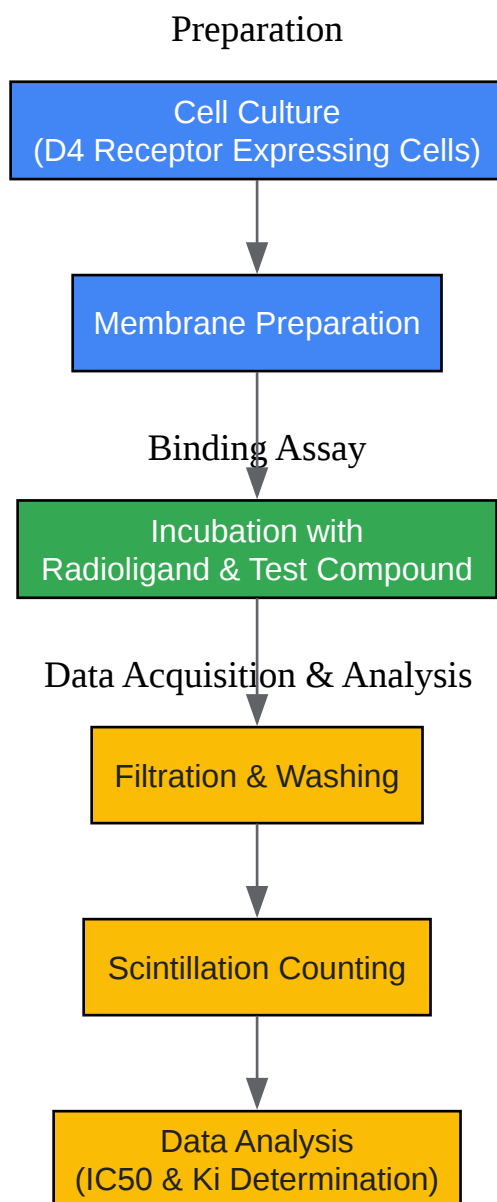 Preparation
Cell Culture
(D4 Receptor Expressing Cells)
Membrane Preparation
Binding Assay
Incubation with
Radioligand & Test Compound
Data Acquisition & Analysis
Filtration & Washing
Scintillation Counting
Data Analysis
(IC50 & Ki Determination)